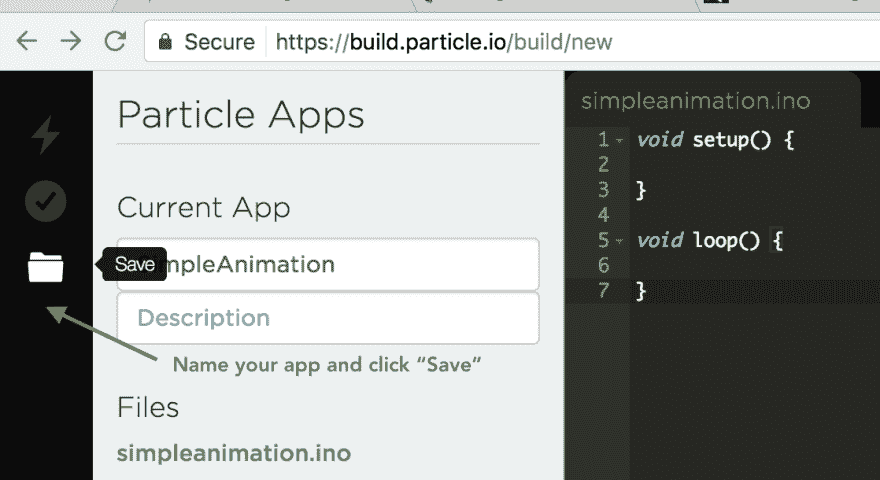 Secure https://build.particle.io/build/new
Particle Apps
Current App
Save
mpleAnimation
Description
Name your app and click “Save”
Files
simpleanimation.ino
simpleanimation.ino
1 void setup() {
2
3 }
4
5 void loop() {
6
7 }